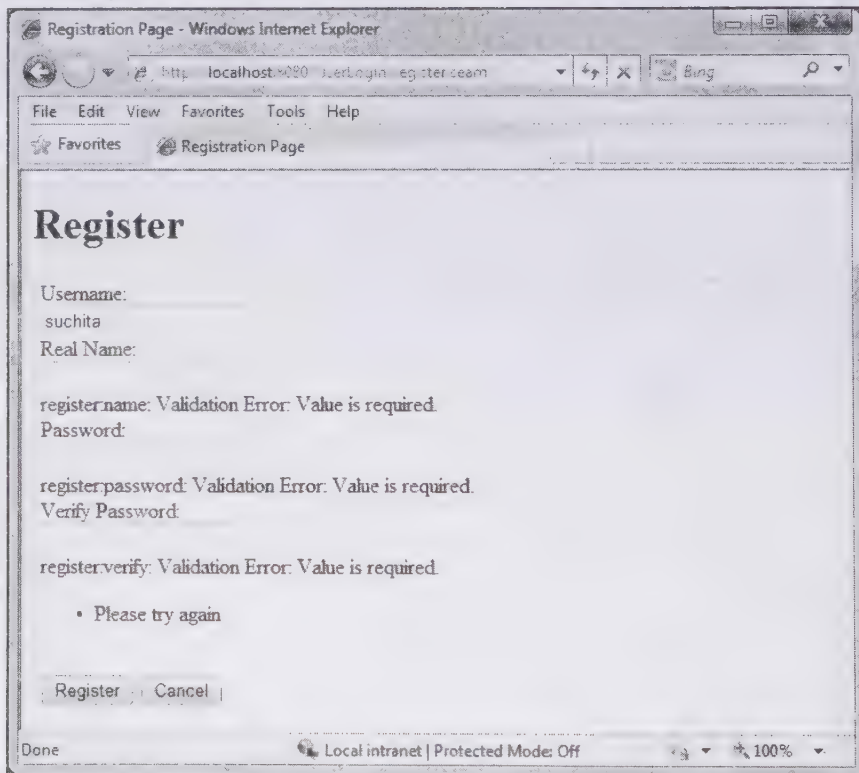 Registration Page - Windows Internet Explorer
http localhost
Bing
File Edit View Favorites Tools Help
Favorites Registration Page
Register
Username:
suchita
Real Name:
register:name: Validation Error: Value is required.
Password:
register:password: Validation Error: Value is required.
Verify Password:
register:verify: Validation Error: Value is required.
• Please try again
Register Cancel
Done Local intranet | Protected Mode: Off 100%